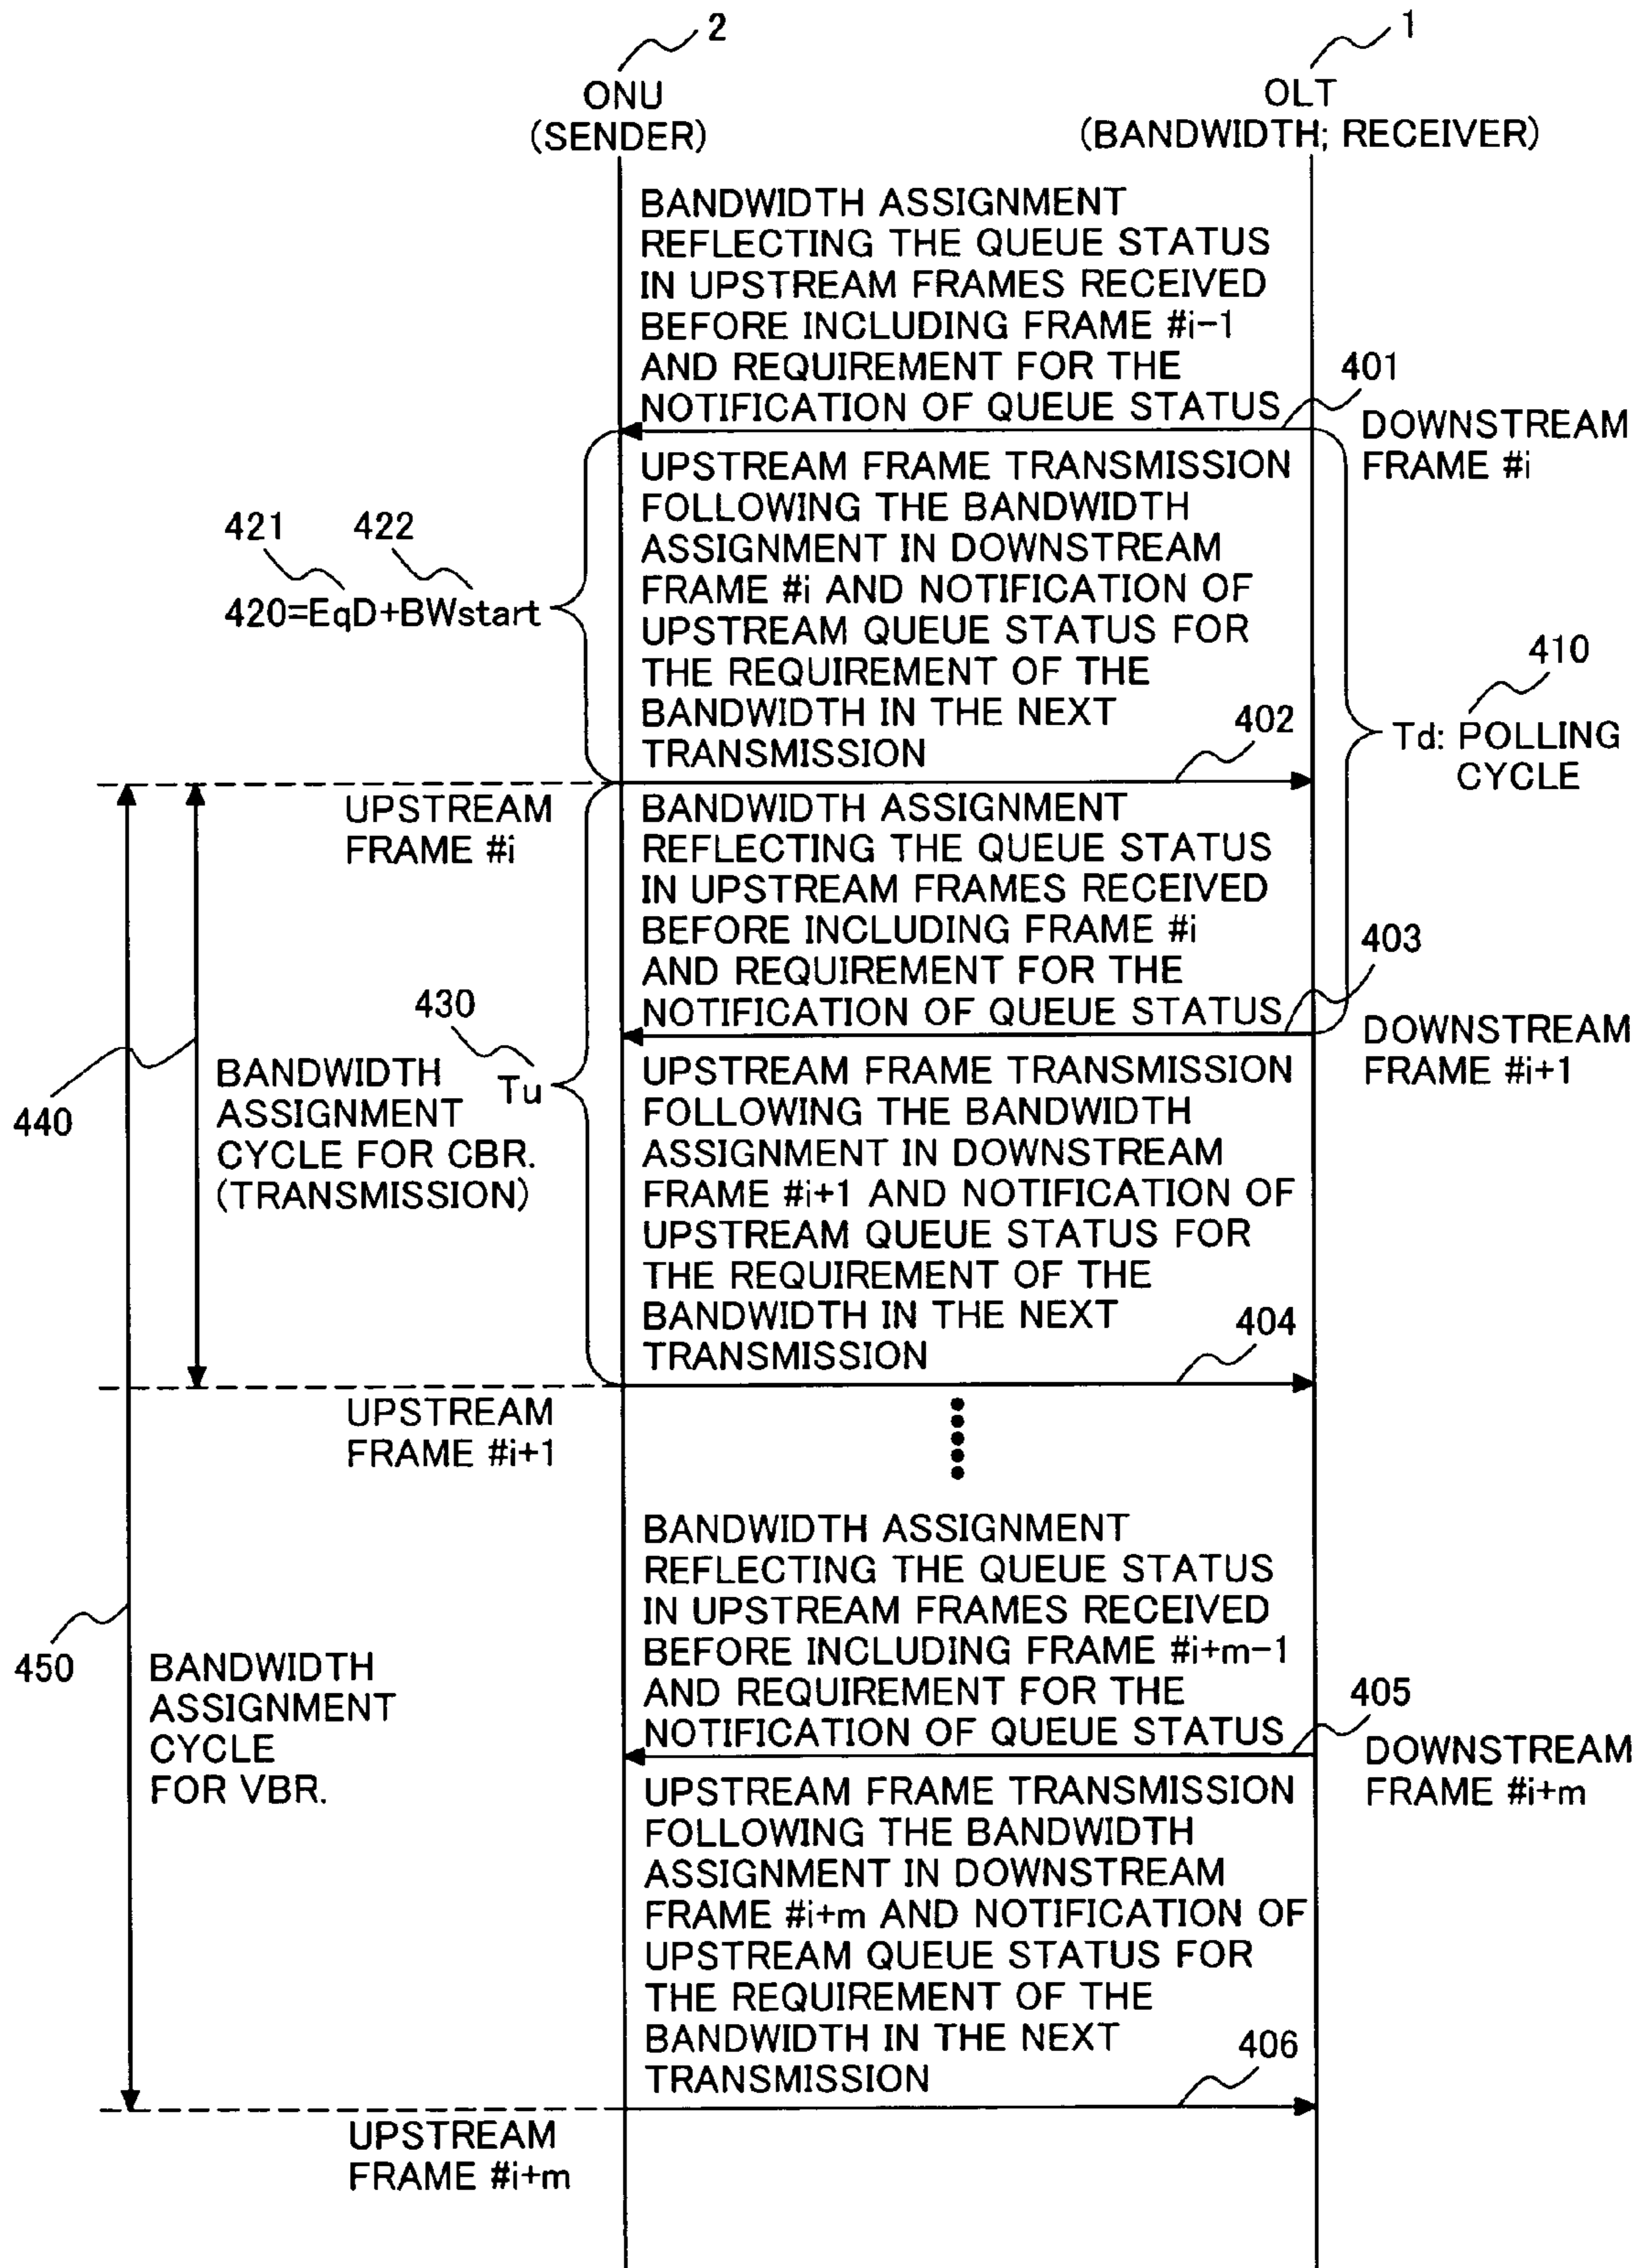 2
1
ONU
(SENDER)
OLT
(BANDWIDTH; RECEIVER)
BANDWIDTH ASSIGNMENT
REFLECTING THE QUEUE STATUS
IN UPSTREAM FRAMES RECEIVED
BEFORE INCLUDING FRAME #i-1
AND REQUIREMENT FOR THE
NOTIFICATION OF QUEUE STATUS
401
DOWNSTREAM
FRAME #i
UPSTREAM FRAME TRANSMISSION
FOLLOWING THE BANDWIDTH
ASSIGNMENT IN DOWNSTREAM
FRAME #i AND NOTIFICATION OF
UPSTREAM QUEUE STATUS FOR
THE REQUIREMENT OF THE
BANDWIDTH IN THE NEXT
TRANSMISSION
421
422
420=EqD+BWstart
410
Td: POLLING
CYCLE
402
UPSTREAM
FRAME #i
BANDWIDTH ASSIGNMENT
REFLECTING THE QUEUE STATUS
IN UPSTREAM FRAMES RECEIVED
BEFORE INCLUDING FRAME #i
AND REQUIREMENT FOR THE
NOTIFICATION OF QUEUE STATUS
403
DOWNSTREAM
FRAME #i+1
430
Tu
440
BANDWIDTH
ASSIGNMENT
CYCLE FOR CBR.
(TRANSMISSION)
UPSTREAM FRAME TRANSMISSION
FOLLOWING THE BANDWIDTH
ASSIGNMENT IN DOWNSTREAM
FRAME #i+1 AND NOTIFICATION OF
UPSTREAM QUEUE STATUS FOR
THE REQUIREMENT OF THE
BANDWIDTH IN THE NEXT
TRANSMISSION
404
UPSTREAM
FRAME #i+1
BANDWIDTH ASSIGNMENT
REFLECTING THE QUEUE STATUS
IN UPSTREAM FRAMES RECEIVED
BEFORE INCLUDING FRAME #i+m-1
AND REQUIREMENT FOR THE
NOTIFICATION OF QUEUE STATUS
450
BANDWIDTH
ASSIGNMENT
CYCLE
FOR VBR.
405
DOWNSTREAM
FRAME #i+m
UPSTREAM FRAME TRANSMISSION
FOLLOWING THE BANDWIDTH
ASSIGNMENT IN DOWNSTREAM
FRAME #i+m AND NOTIFICATION OF
UPSTREAM QUEUE STATUS FOR
THE REQUIREMENT OF THE
BANDWIDTH IN THE NEXT
TRANSMISSION
406
UPSTREAM
FRAME #i+m